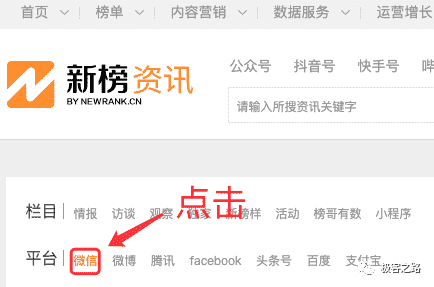 首页 榜单 内容营销 数据服务 运营增长
新榜资讯 公众号 抖音号 快手号
BY NEWRANK.CN 请输入所搜资讯关键字
点击
栏目 情报 访谈 观察 独家 新榜样 活动 榜哥有数 小程序
平台 微信 微博 腾讯 facebook 头条号 百度 支付宝
极客之路